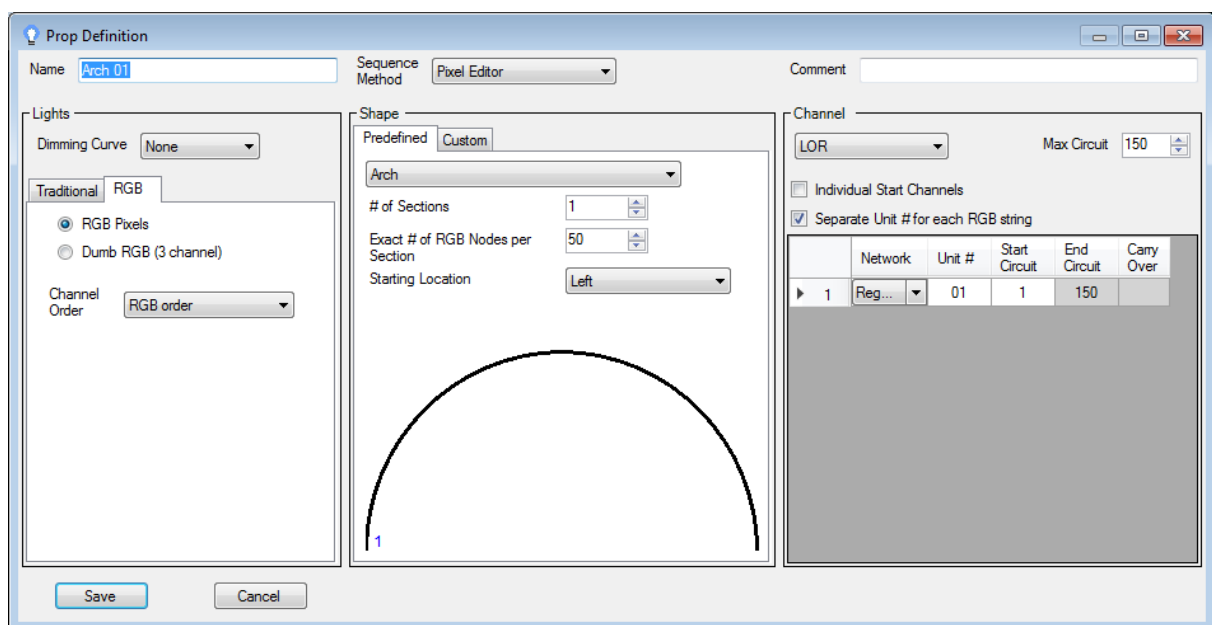 Prop Definition
Name Arch 01
Sequence Method Pixel Editor
Comment
Lights
Dimming Curve None
Traditional RGB
RGB Pixels
Dumb RGB (3 channel)
Channel Order RGB order
Shape
Predefined Custom
Arch
# of Sections 1
Exact # of RGB Nodes per Section 50
Starting Location Left
1
Channel
LOR Max Circuit 150
Individual Start Channels
Separate Unit # for each RGB string
Network Unit # Start Circuit End Circuit Carry Over
1 Reg... 01 1 150
Save Cancel